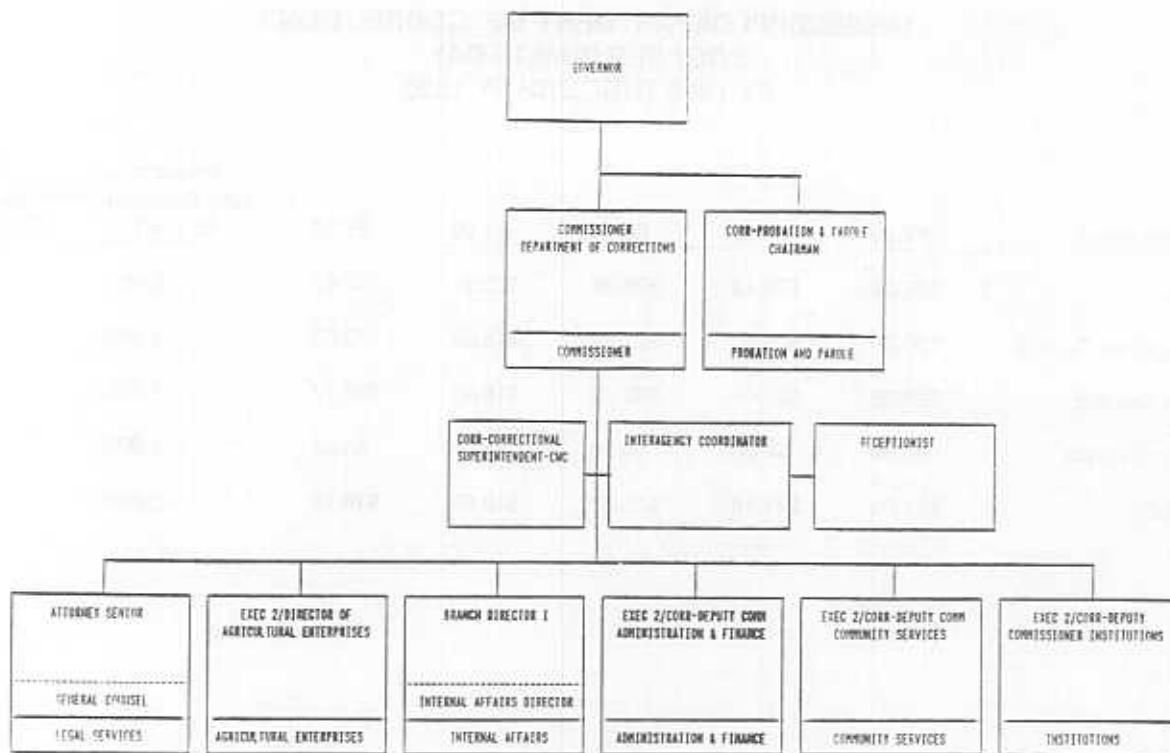 GOVERNOR
COMMISSIONER
DEPARTMENT OF CORRECTIONS
COMMISSIONER
CORR-PROBATION & PAROLE
CHAIRMAN
PROBATION AND PAROLE
CORR-CORRECTIONAL
SUPERINTENDENT-CWC
INTERAGENCY COORDINATOR
RECEPTIONIST
ATTORNEY SENIOR
GENERAL COUNSEL
LEGAL SERVICES
EXEC 2/DIRECTOR OF
AGRICULTURAL ENTERPRISES
AGRICULTURAL ENTERPRISES
BRANCH DIRECTOR I
INTERNAL AFFAIRS DIRECTOR
INTERNAL AFFAIRS
EXEC 2/CORR-DEPUTY COMM
ADMINISTRATION & FINANCE
ADMINISTRATION & FINANCE
EXEC 2/CORR-DEPUTY COMM
COMMUNITY SERVICES
COMMUNITY SERVICES
EXEC 2/CORR-DEPUTY
COMMISSIONER INSTITUTIONS
INSTITUTIONS